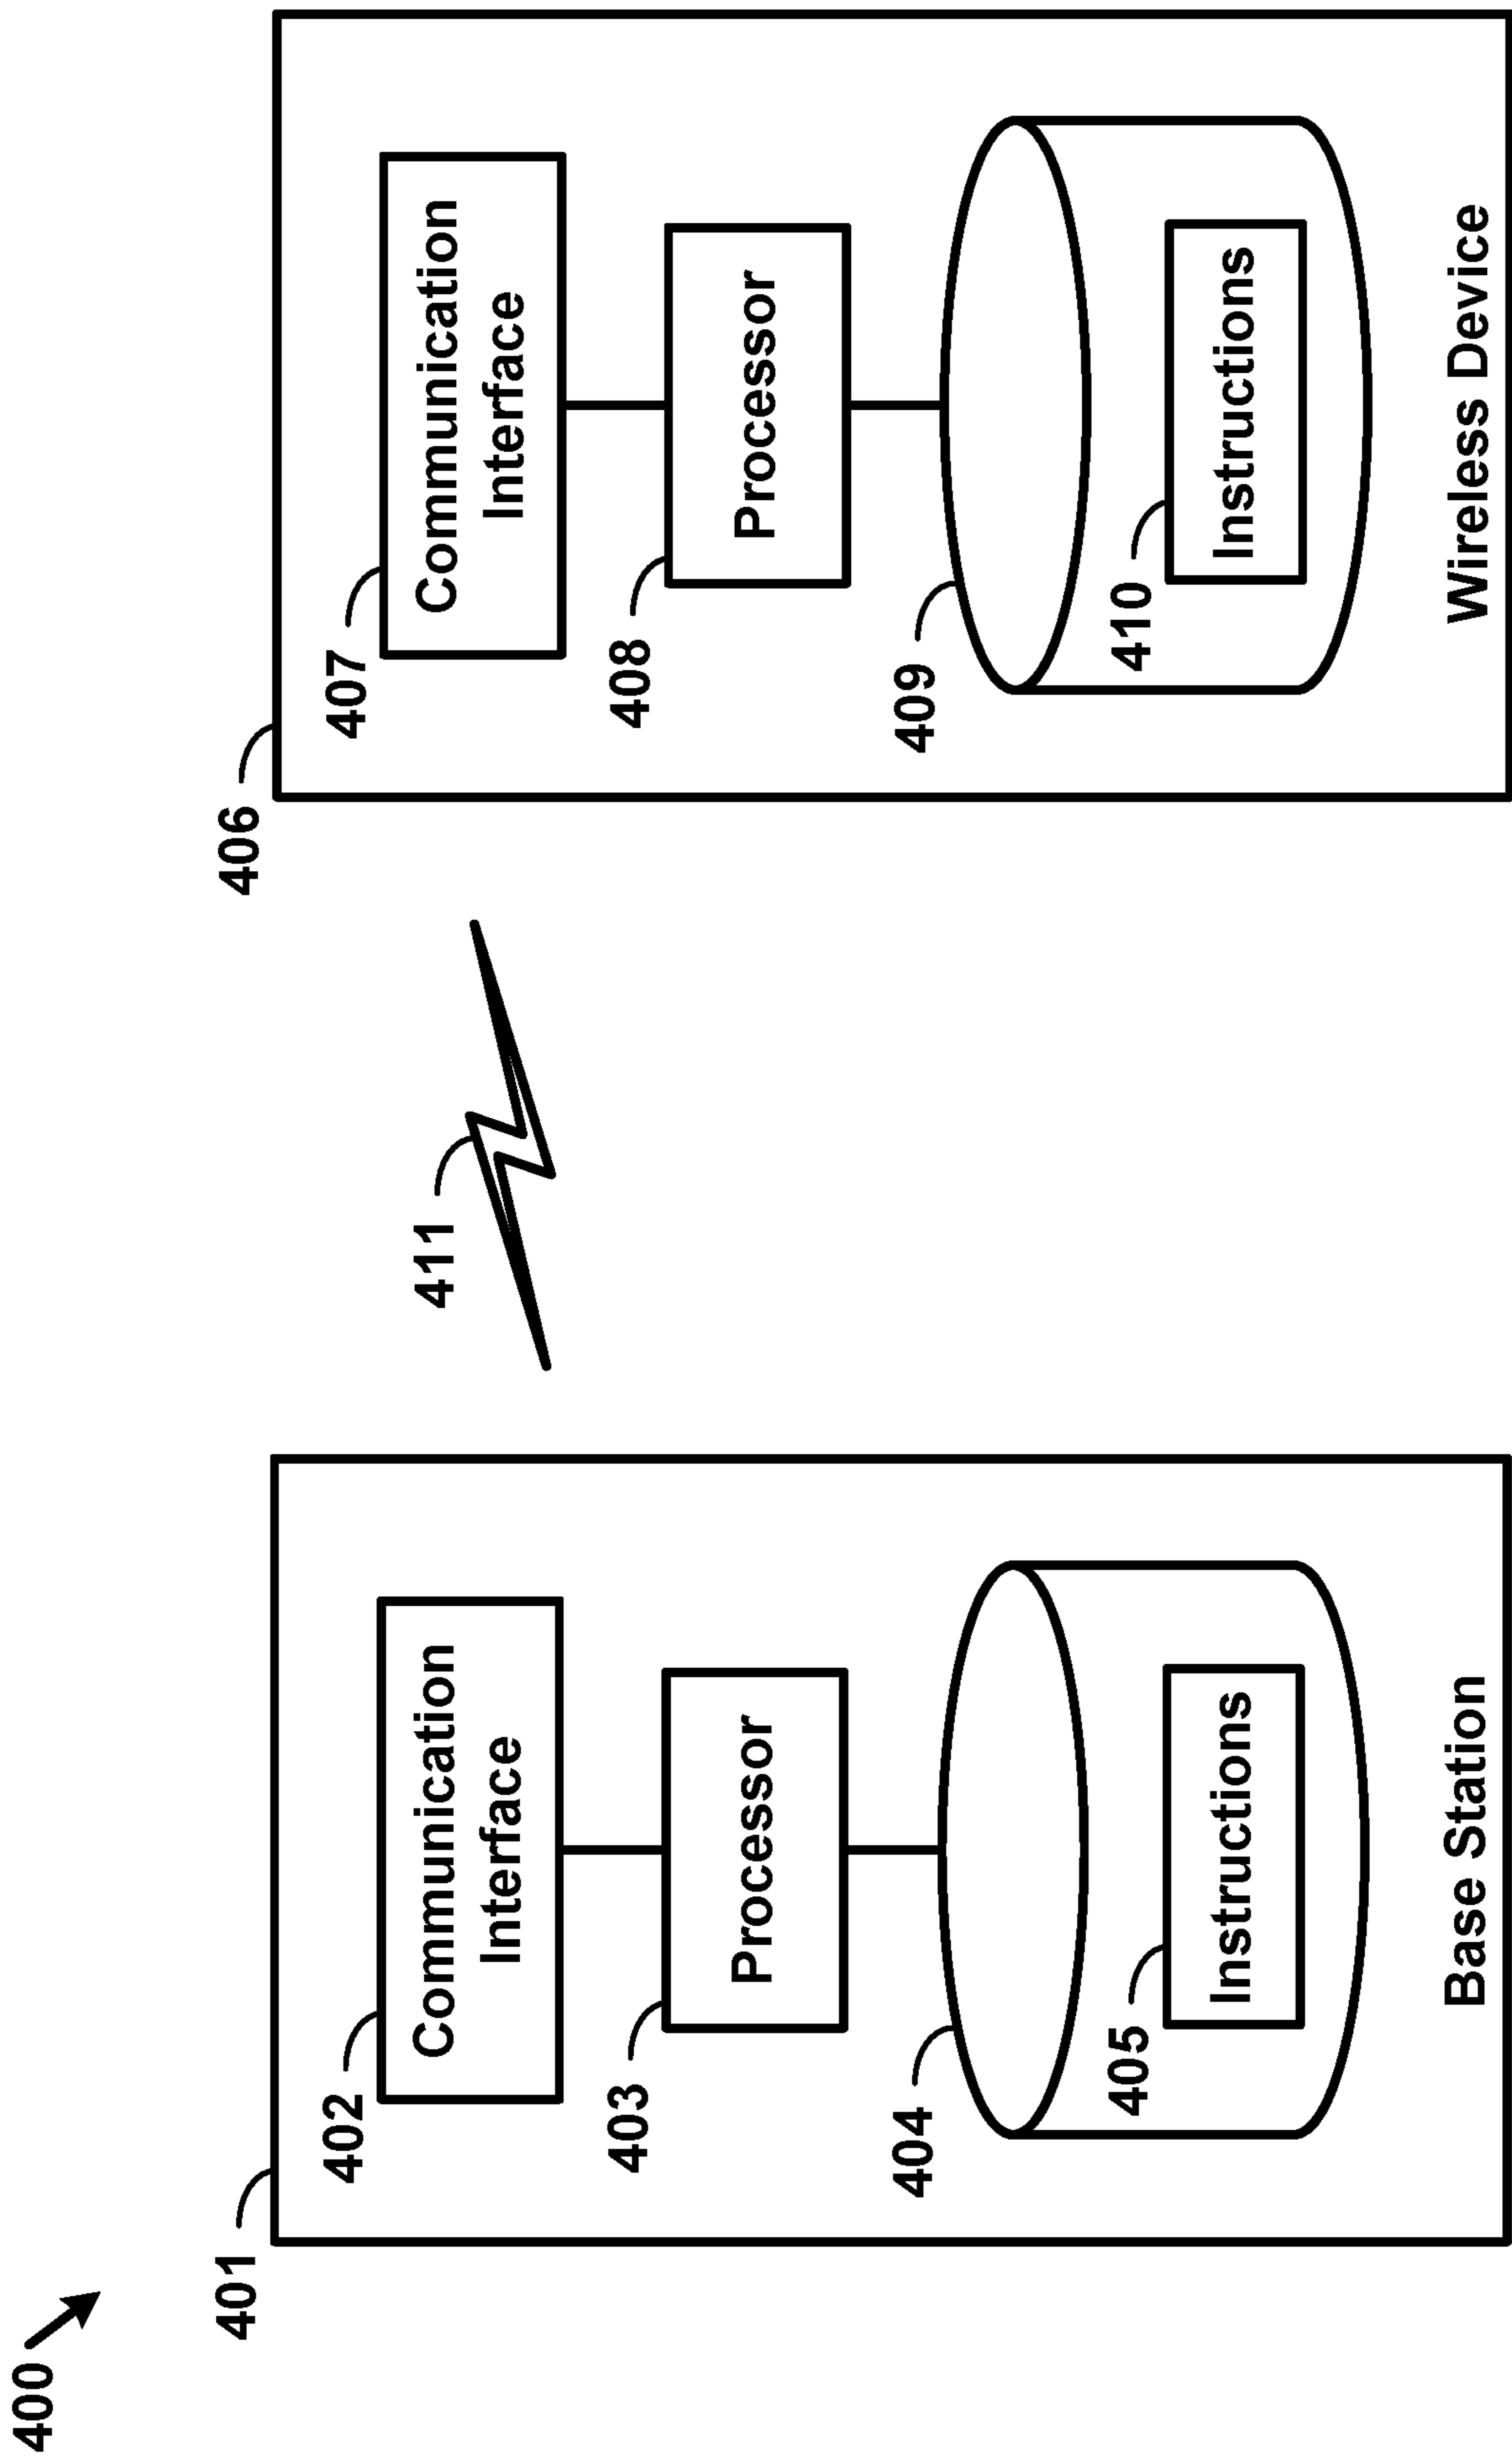 400
401
402
Communication
Interface
403
Processor
404
405
Instructions
Base Station
411
406
407
Communication
Interface
408
Processor
409
410
Instructions
Wireless Device